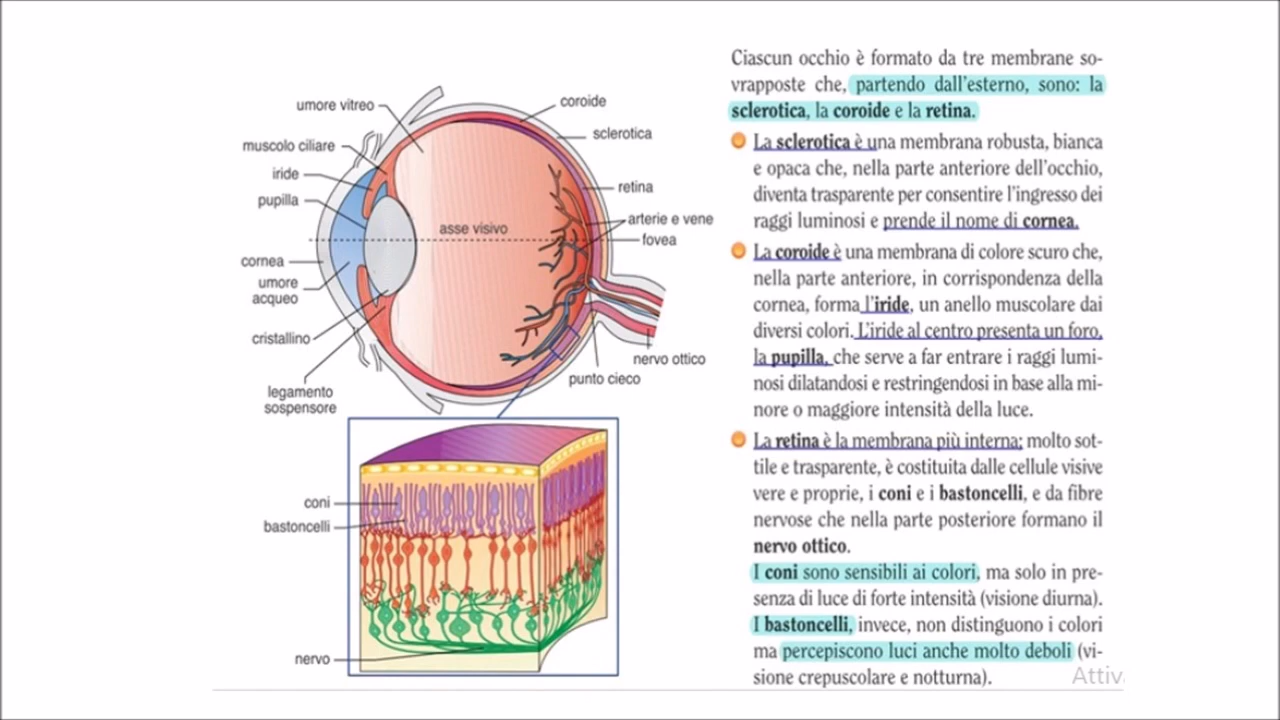 umore vitreo
muscolo ciliare
iride
pupilla
cornea
umore
acqueo
cristallino
legamento
sospensore
coroide
sclerotica
retina
arterie e vene
fovea
asse visivo
nervo ottico
punto cieco
coni
bastoncelli
nervo
Ciascun occhio è formato da tre membrane so-
vrapposte che, partendo dall'esterno, sono: la
sclerotica, la coroide e la retina.
La sclerotica è una membrana robusta, bianca
e opaca che, nella parte anteriore dell'occhio,
diventa trasparente per consentire l'ingresso dei
raggi luminosi e prende il nome di cornea.
La coroide è una membrana di colore scuro che,
nella parte anteriore, in corrispondenza della
cornea, forma l'iride, un anello muscolare dai
diversi colori. L'iride al centro presenta un foro,
la pupilla, che serve a far entrare i raggi lumi-
nosi dilatandosi e restringendosi in base alla mi-
nore o maggiore intensità della luce.
La retina è la membrana più interna; molto sot-
tile e trasparente, è costituita dalle cellule visive
vere e proprie, i coni e i bastoncelli, e da fibre
nervose che nella parte posteriore formano il
nervo ottico.
I coni sono sensibili ai colori, ma solo in pre-
senza di luce di forte intensità (visione diurna).
I bastoncelli, invece, non distinguono i colori
ma percepiscono luci anche molto deboli (vi-
sione crepuscolare e notturna).
Attiv